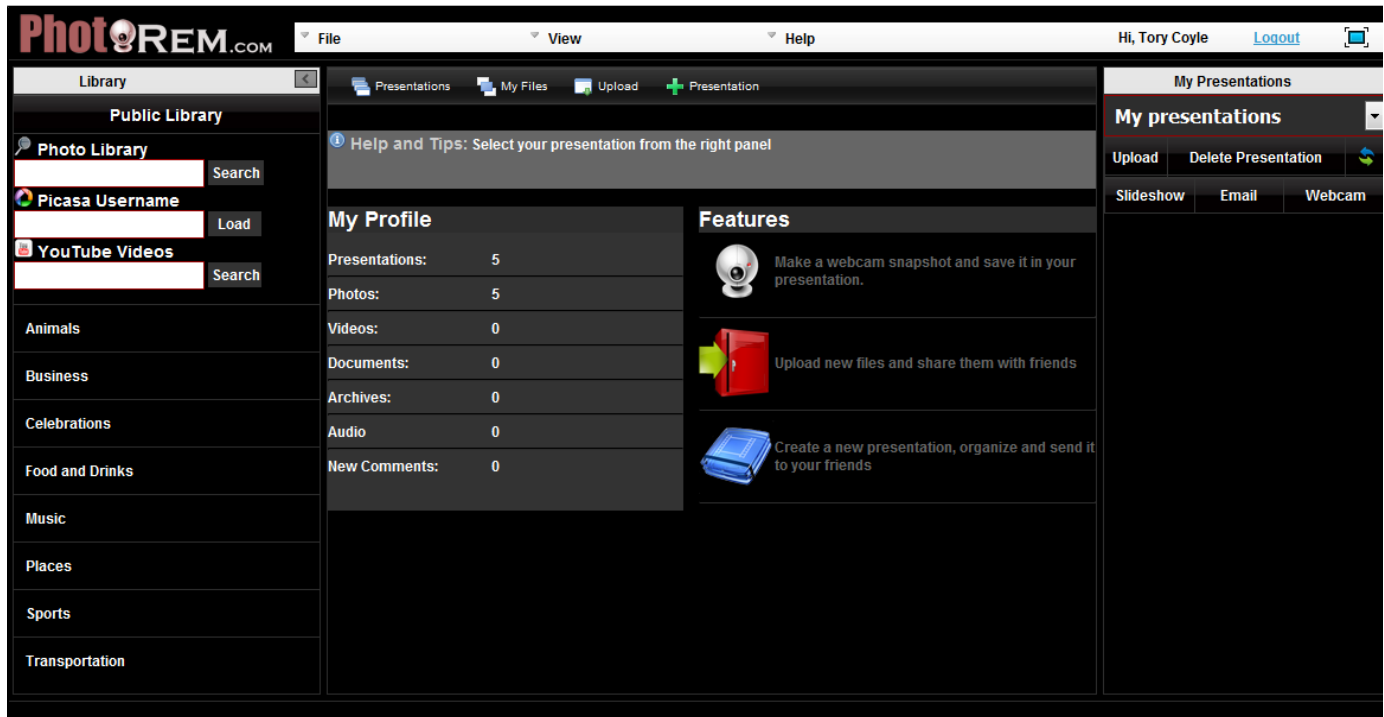 PhotoREM.com
File
View
Help
Hi, Tory Coyle
Logout
Library
Public Library
Photo Library
Search
Picasa Username
Load
YouTube Videos
Search
Animals
Business
Celebrations
Food and Drinks
Music
Places
Sports
Transportation
Presentations
My Files
Upload
Presentation
Help and Tips: Select your presentation from the right panel
My Profile
Presentations: 5
Photos: 5
Videos: 0
Documents: 0
Archives: 0
Audio 0
New Comments: 0
Features
Make a webcam snapshot and save it in your
presentation.
Upload new files and share them with friends
Create a new presentation, organize and send it
to your friends
My Presentations
My presentations
Upload
Delete Presentation
Slideshow
Email
Webcam